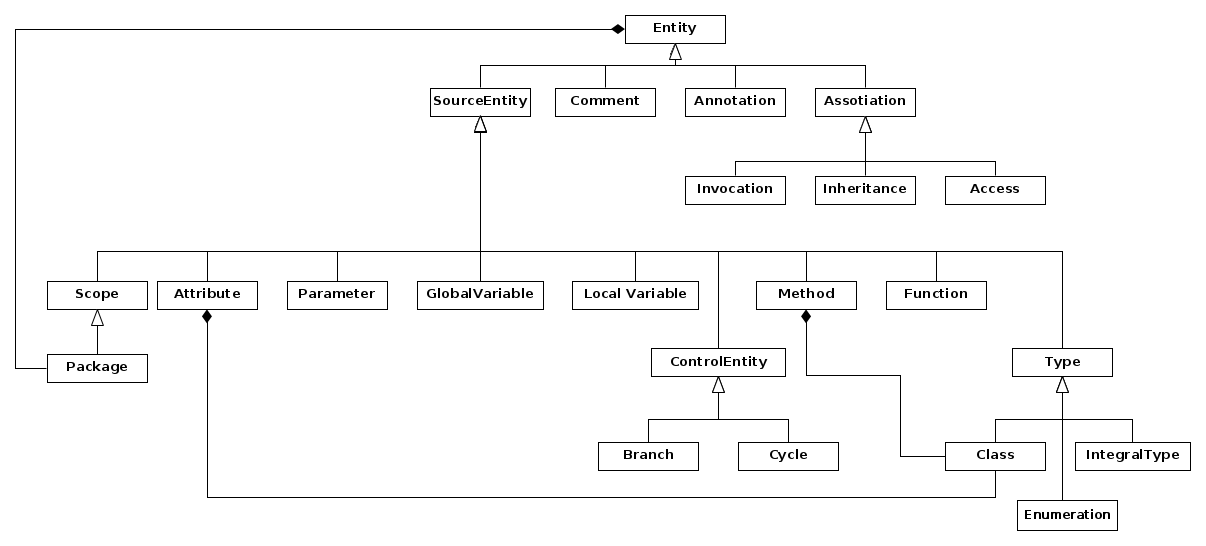 Entity
SourceEntity
Comment
Annotation
Assotiation
Invocation
Inheritance
Access
Scope
Attribute
Parameter
GlobalVariable
Local Variable
Method
Function
Package
ControlEntity
Type
Branch
Cycle
Class
IntegralType
Enumeration